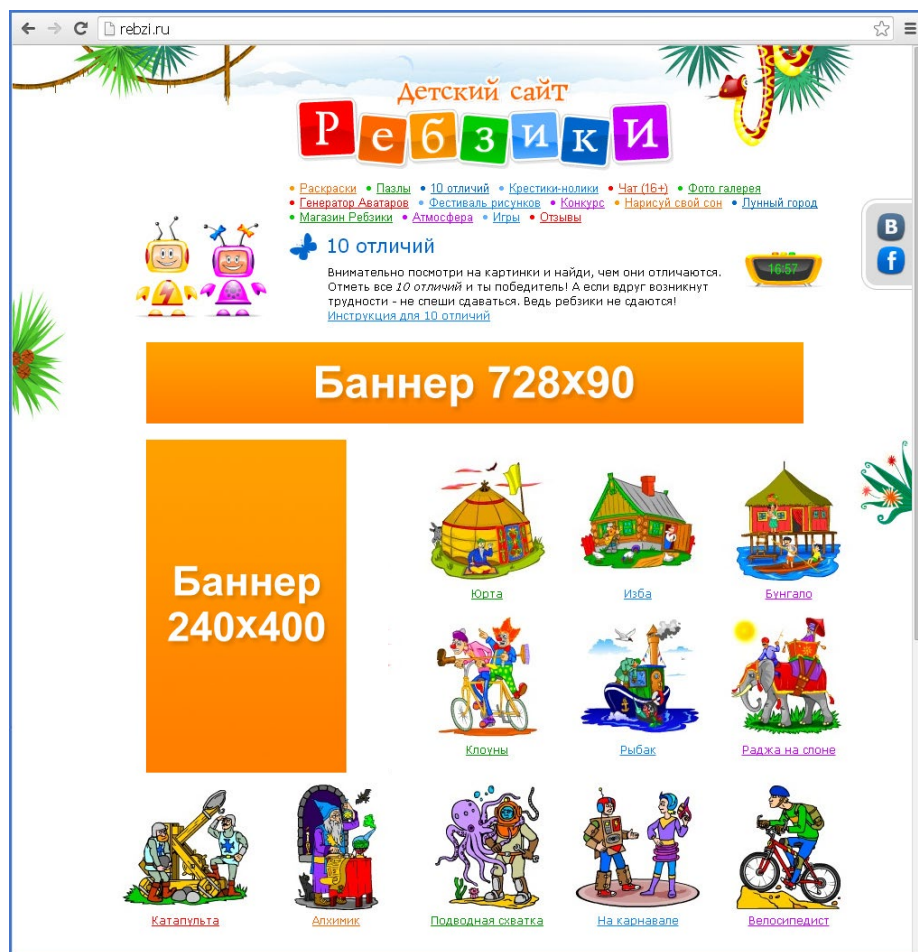 rebzi.ru
Детский сайт
Ребзики
• Раскраски • Пазлы • 10 отличий • Крестики-нолики • Чат (16+) • Фото галерея
• Генератор Аватаров • Фестиваль рисунков • Конкурс • Нарисуй свой сон • Лунный город
• Магазин Ребзики • Атмосфера • Игры • Отзывы
В
f
10 отличий
16:57
Внимательно посмотри на картинки и найди, чем они отличаются.
Отметь все 10 отличий и ты победитель! А если вдруг возникнут
трудности - не спеши сдаваться. Ведь ребзики не сдаются!
Инструкция для 10 отличий
Баннер 728x90
Баннер
240x400
Юрта Изба Бунгало
Клоуны Рыбак Раджа на слоне
Катапульта Алхимик Подводная схватка На карнавале Велосипедист